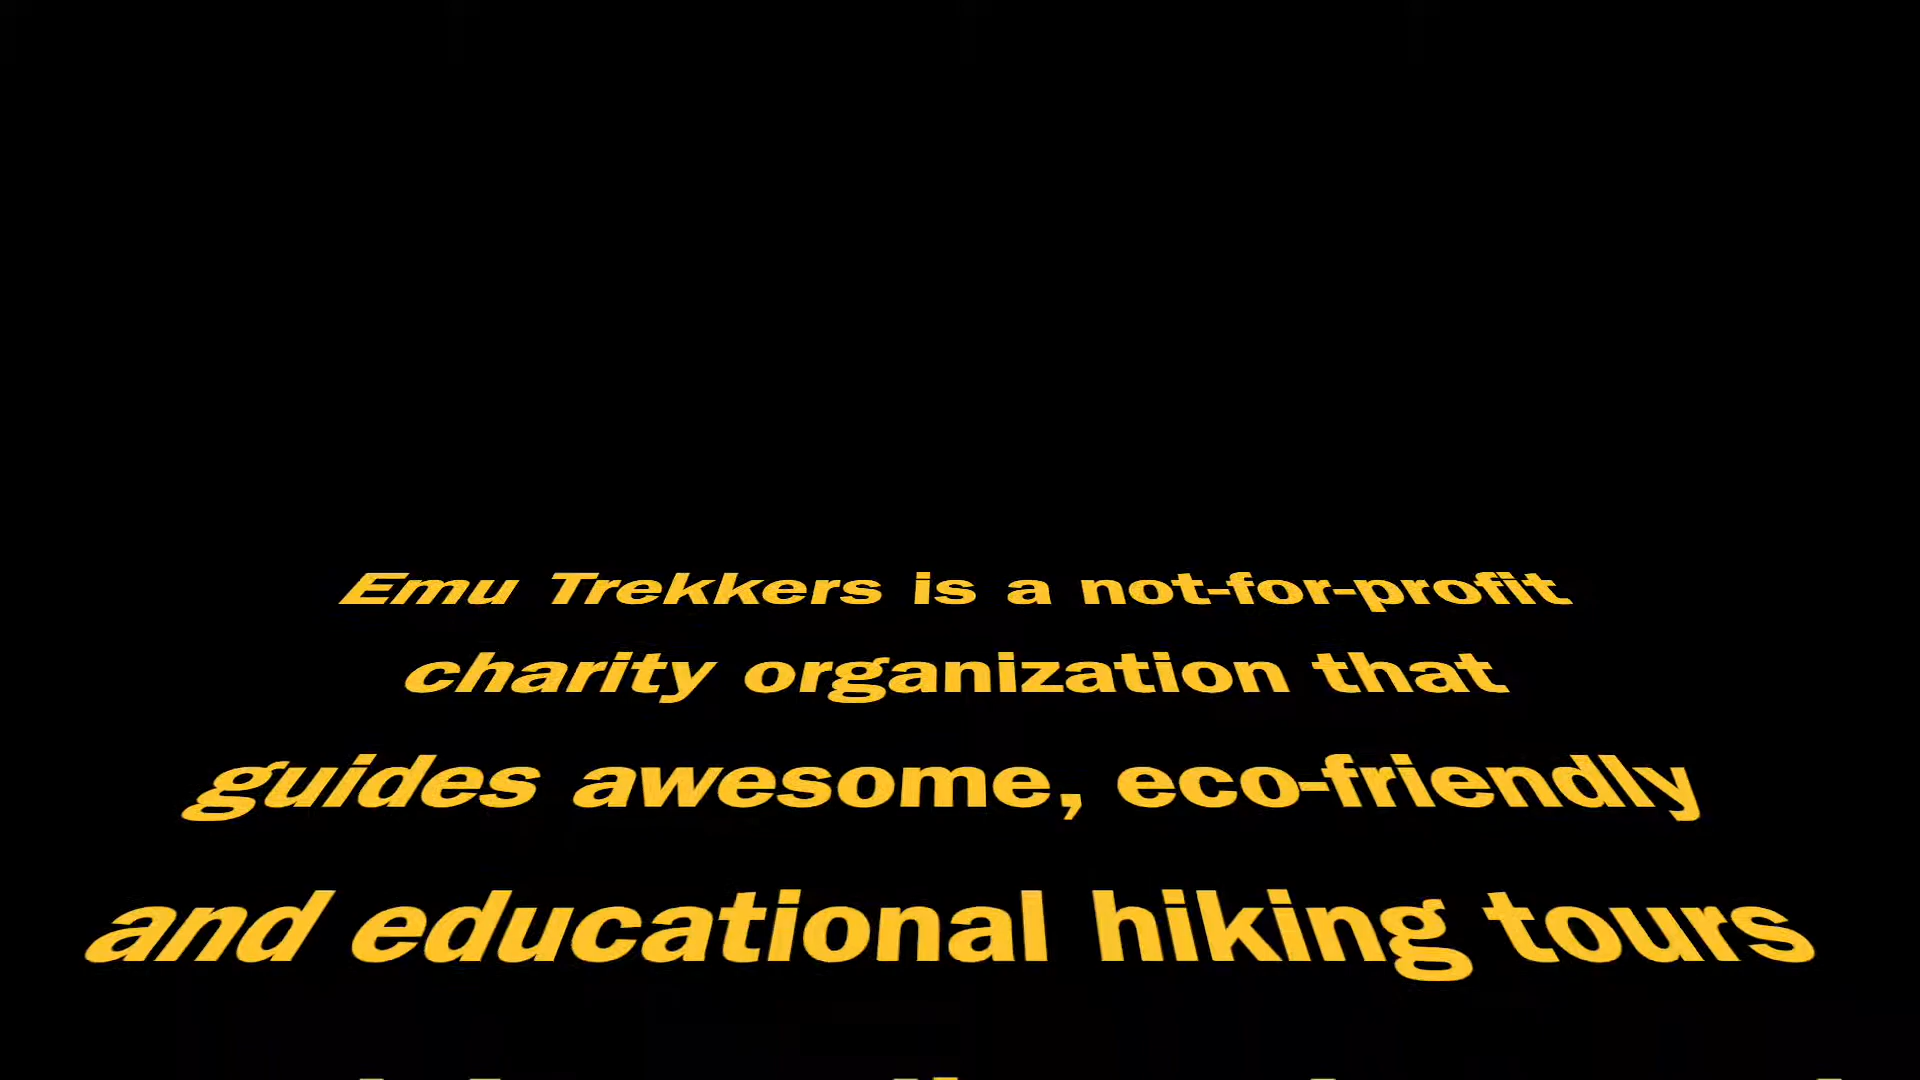 Emu Trekkers is a not-for-profit
charity organization that
guides awesome, eco-friendly
and educational hiking tours